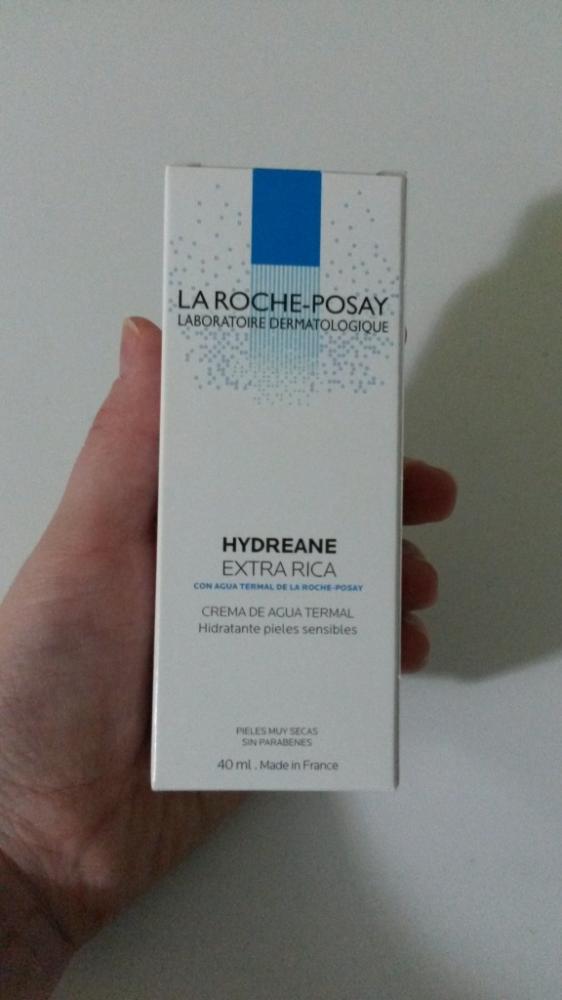 LA ROCHE-POSAY
LABORATOIRE DERMATOLOGIQUE
HYDREANE
EXTRA RICA
CON AGUA TERMAL DE LA ROCHE-POSAY
CREMA DE AGUA TERMAL
Hidratante pieles sensibles
PIELES MUY SECAS
SIN PARABENES
40 ml . Made in France